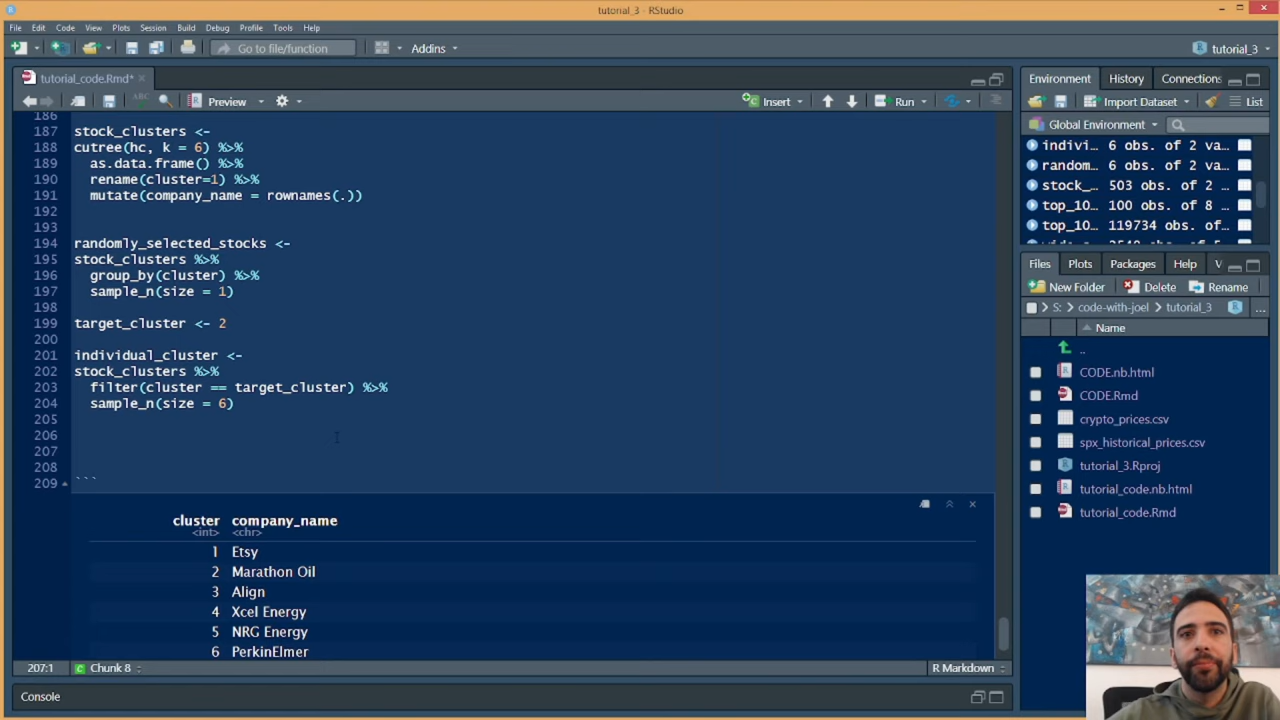 tutorial_3 - RStudio
File Edit Code View Plots Session Build Debug Profile Tools Help
Go to file/function Addins tutorial_3
tutorial_code.Rmd*
ABC Preview Insert Run
186
187 stock_clusters <-
188 cutree(hc, k = 6) %>%
189 as.data.frame() %>%
190 rename(cluster=1) %>%
191 mutate(company_name = rownames(.))
192
193
194 randomly_selected_stocks <-
195 stock_clusters %>%
196 group_by(cluster) %>%
197 sample_n(size = 1)
198
199 target_cluster <- 2
200
201 individual_cluster <-
202 stock_clusters %>%
203 filter(cluster == target_cluster) %>%
204 sample_n(size = 6)
205
206
207
208
209 ```
cluster company_name
<int> <chr>
1 Etsy
2 Marathon Oil
3 Align
4 Xcel Energy
5 NRG Energy
6 PerkinElmer
207:1 Chunk 8 R Markdown
Console
Environment History Connections
Import Dataset List
Global Environment
indivi… 6 obs. of 2 va…
random… 6 obs. of 2 va…
stock_… 503 obs. of 2 …
top_10… 100 obs. of 8 …
top_10… 119734 obs. of…
Files Plots Packages Help V
New Folder Delete Rename
S: > code-with-joel > tutorial_3 ...
Name
..
CODE.nb.html
CODE.Rmd
crypto_prices.csv
spx_historical_prices.csv
tutorial_3.Rproj
tutorial_code.nb.html
tutorial_code.Rmd